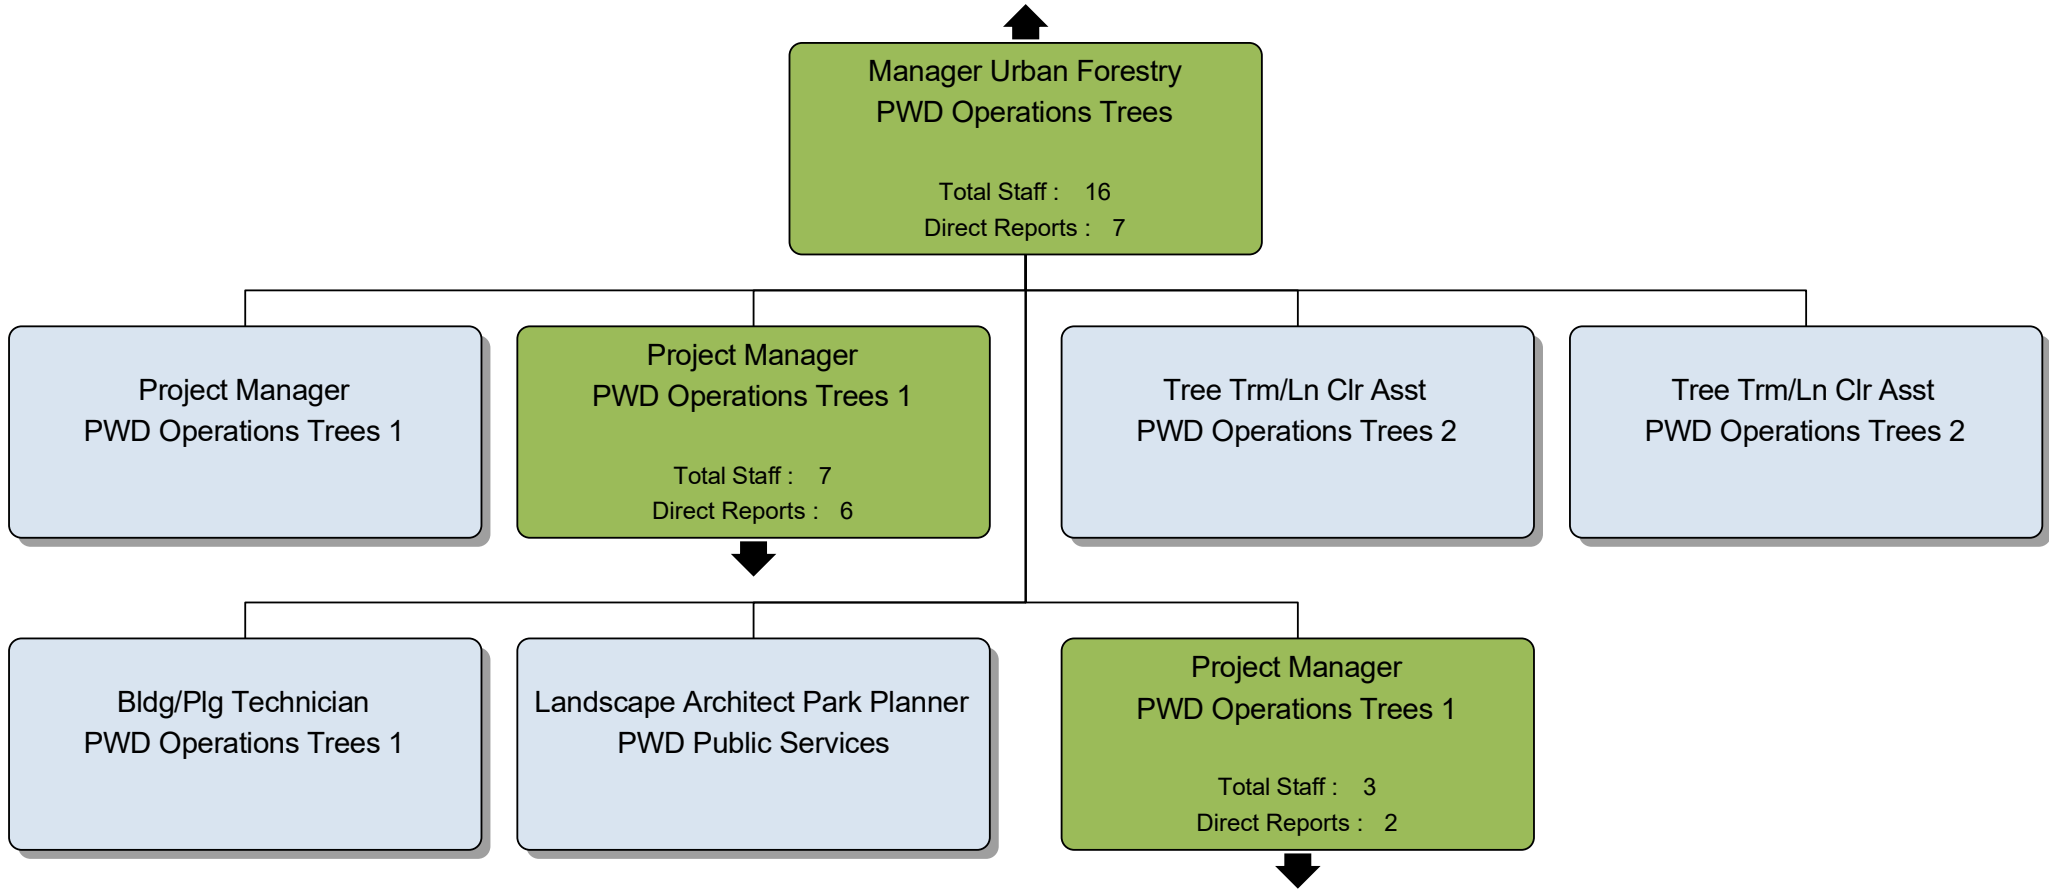 Manager Urban Forestry
PWD Operations Trees
Total Staff : 16
Direct Reports : 7
Project Manager
PWD Operations Trees 1
Project Manager
PWD Operations Trees 1
Total Staff : 7
Direct Reports : 6
Tree Trm/Ln Clr Asst
PWD Operations Trees 2
Tree Trm/Ln Clr Asst
PWD Operations Trees 2
Bldg/Plg Technician
PWD Operations Trees 1
Landscape Architect Park Planner
PWD Public Services
Project Manager
PWD Operations Trees 1
Total Staff : 3
Direct Reports : 2